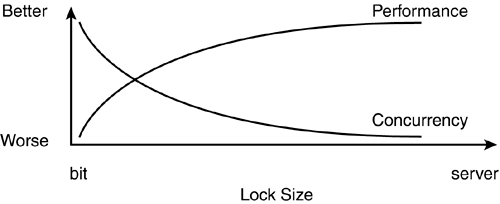 Better
Performance
Concurrency
Worse
bit
server
Lock Size